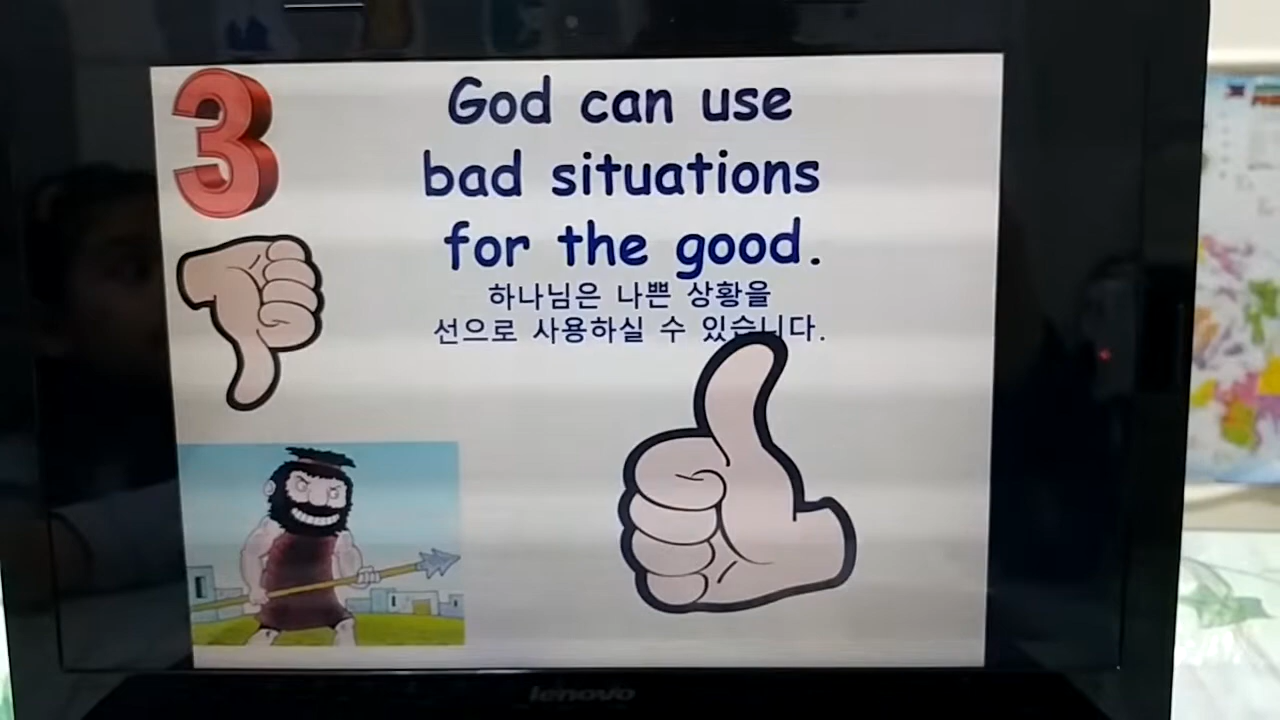 3
God can use
bad situations
for the good.
하나님은 나쁜 상황을
선으로 사용하실 수 있습니다.
lenovo